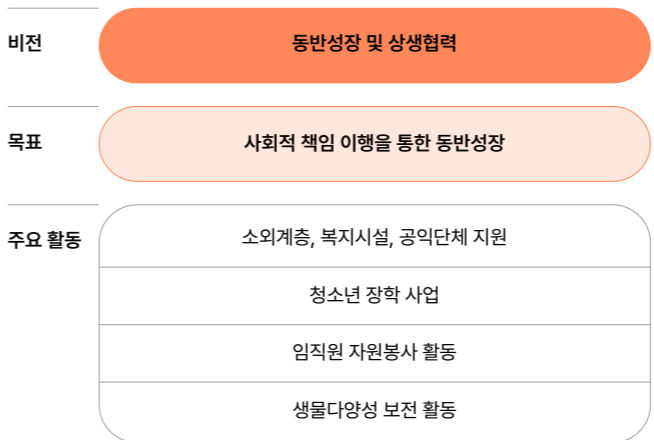 비전
동반성장 및 상생협력
목표
사회적 책임 이행을 통한 동반성장
주요 활동
소외계층, 복지시설, 공익단체 지원
청소년 장학 사업
임직원 자원봉사 활동
생물다양성 보전 활동